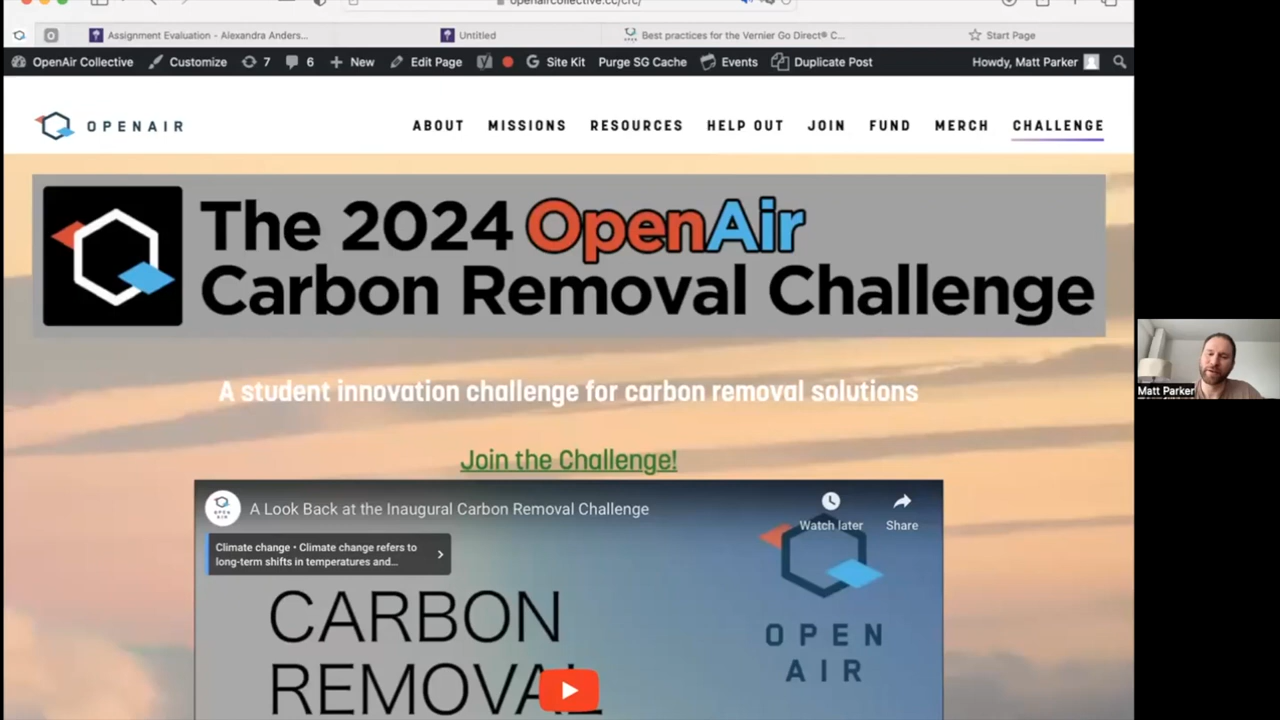 openaircollective.cc/crc/
Assignment Evaluation - Alexandra Anders...
Untitled
Best practices for the Vernier Go Direct® C...
Start Page
OpenAir Collective
Customize
7
6
New
Edit Page
Site Kit
Purge SG Cache
Events
Duplicate Post
Howdy, Matt Parker
OPENAIR
ABOUT
MISSIONS
RESOURCES
HELP OUT
JOIN
FUND
MERCH
CHALLENGE
The 2024 OpenAir
Carbon Removal Challenge
A student innovation challenge for carbon removal solutions
Join the Challenge!
OPEN
AIR
A Look Back at the Inaugural Carbon Removal Challenge
Watch later
Share
Climate change • Climate change refers to
long-term shifts in temperatures and...
CARBON
REMOVAL
OPEN
AIR
Matt Parker